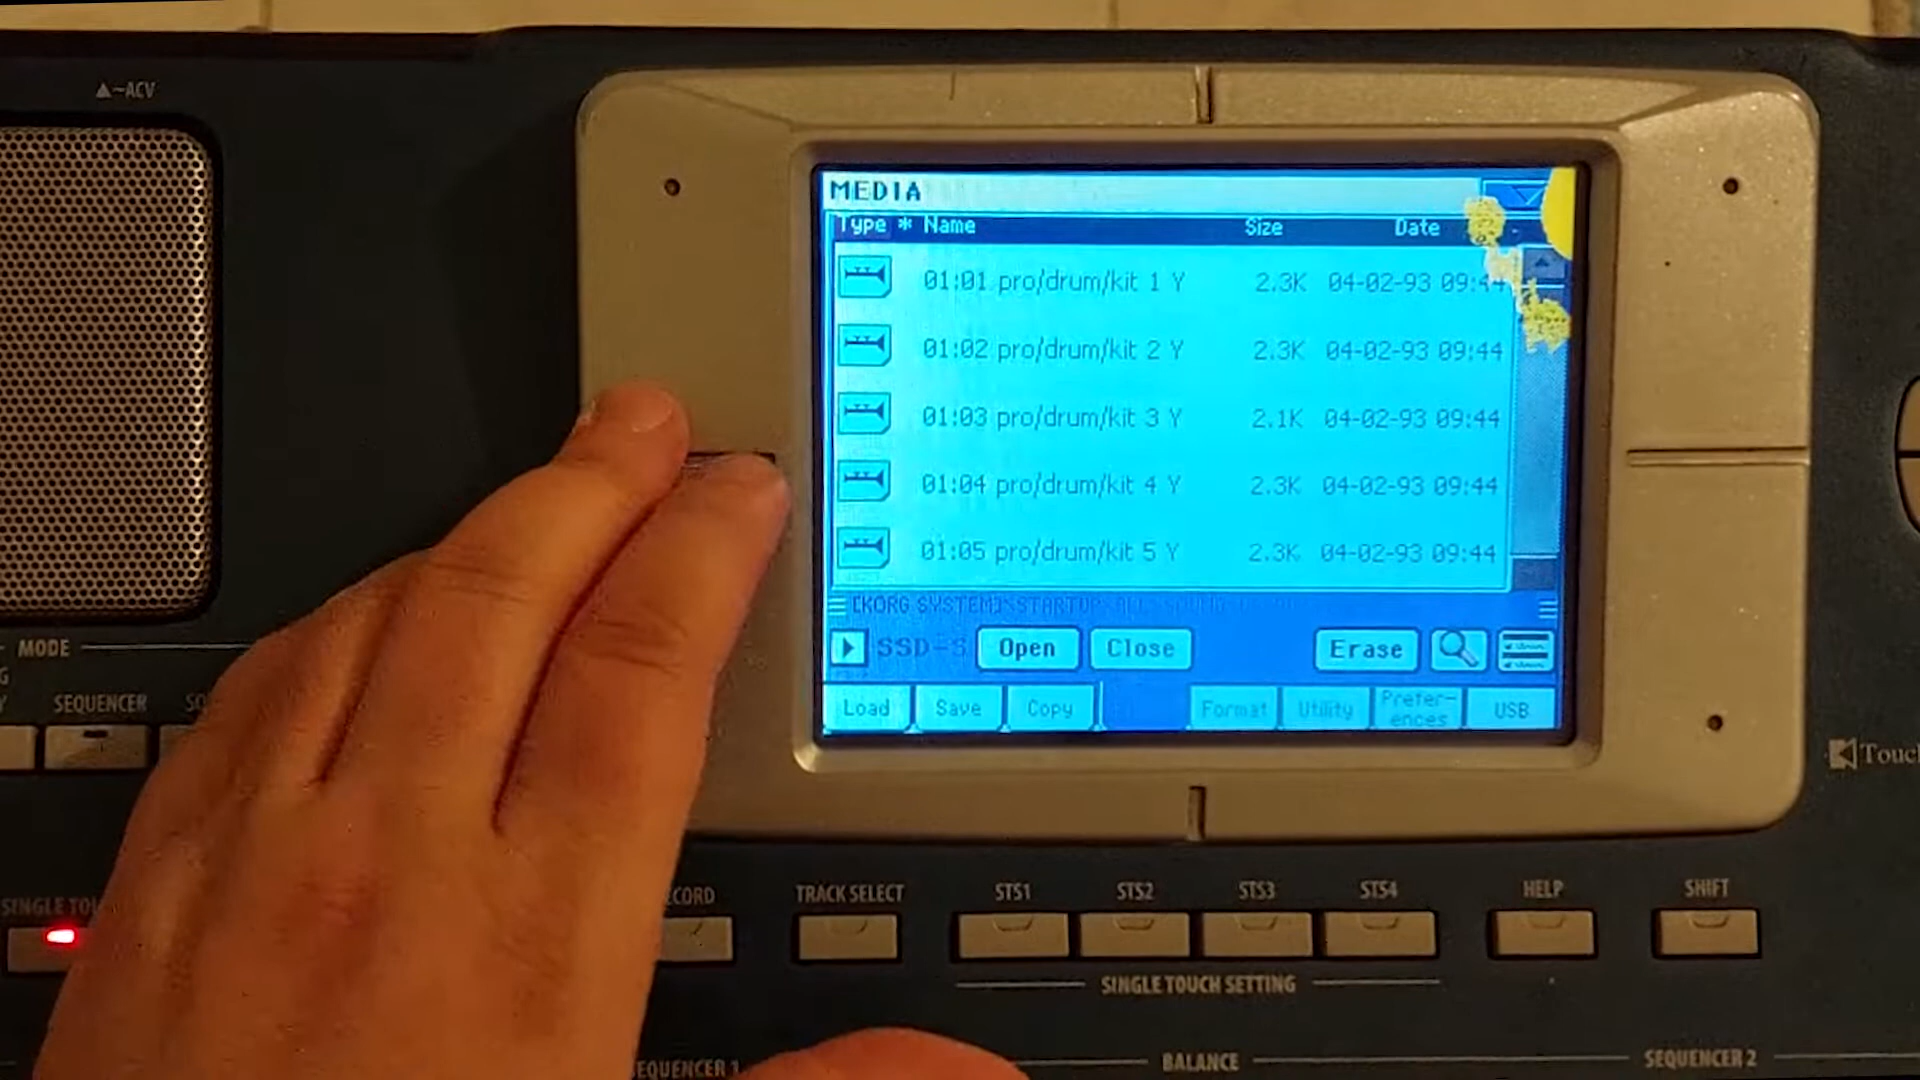 ▲~ACV
MEDIA
Type * Name Size Date
01:01 pro/drum/kit 1 Y 2.3K 04-02-93 09:44
01:02 pro/drum/kit 2 Y 2.3K 04-02-93 09:44
01:03 pro/drum/kit 3 Y 2.1K 04-02-93 09:44
01:04 pro/drum/kit 4 Y 2.3K 04-02-93 09:44
01:05 pro/drum/kit 5 Y 2.3K 04-02-93 09:44
[KORG SYSTEM]*STARTUP
SSD-S Open Close Erase
Load Save Copy Format Utility Prefer-
ences USB
MODE
SEQUENCER
Touc
SINGLE TOU
CORD TRACK SELECT STS1 STS2 STS3 STS4 HELP SHIFT
SINGLE TOUCH SETTING
EQUENCER 1 BALANCE SEQUENCER 2